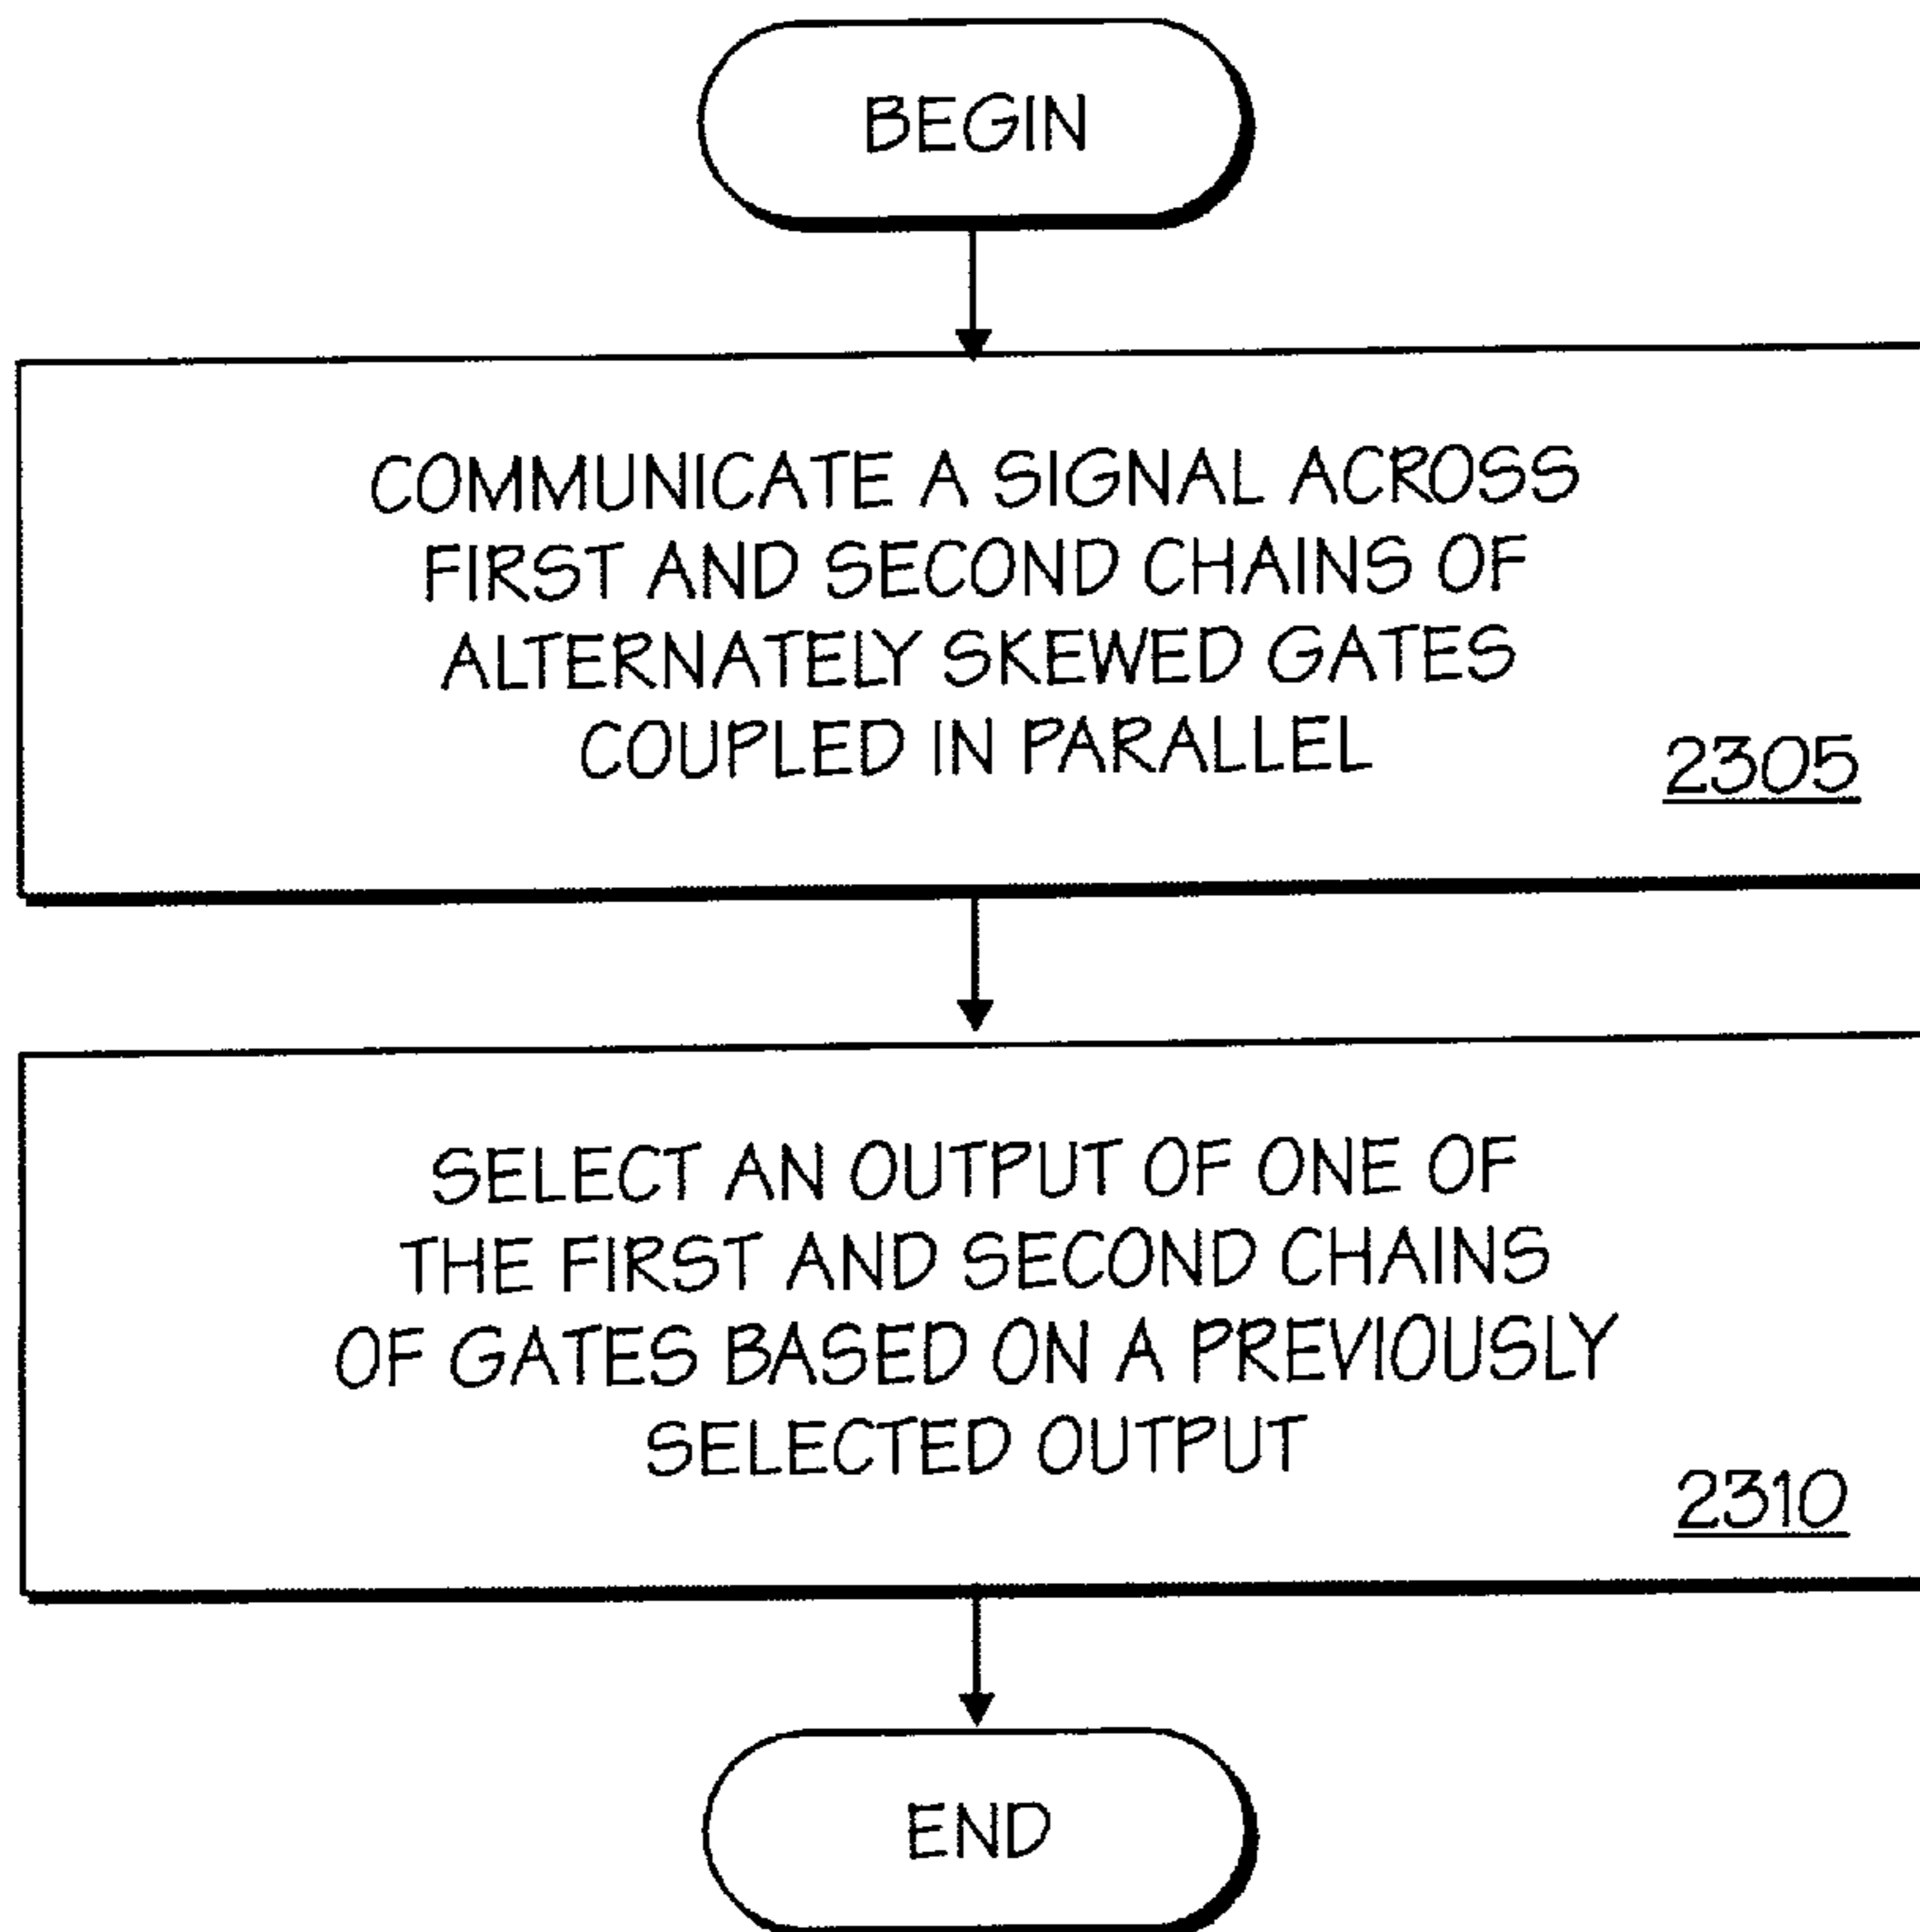 BEGIN
COMMUNICATE A SIGNAL ACROSS
FIRST AND SECOND CHAINS OF
ALTERNATELY SKEWED GATES
COUPLED IN PARALLEL
2305
SELECT AN OUTPUT OF ONE OF
THE FIRST AND SECOND CHAINS
OF GATES BASED ON A PREVIOUSLY
SELECTED OUTPUT
2310
END